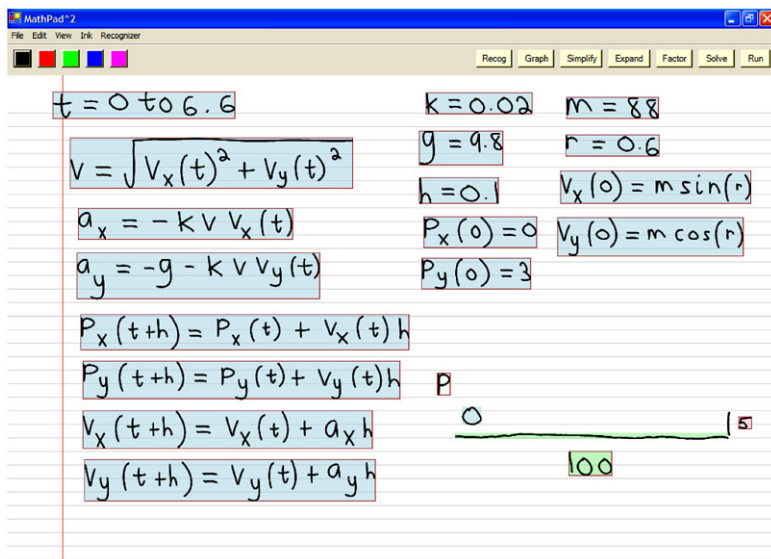 MathPad^2
File Edit View Ink Recognizer
Recog Graph Simplify Expand Factor Solve Run
t = 0 to 6.6
k = 0.02
m = 88
v = √(Vx(t)² + Vy(t)²)
g = 9.8
r = 0.6
h = 0.1
Vx(0) = m sin(r)
ax = -k v Vx(t)
Px(0) = 0
Vy(0) = m cos(r)
ay = -g - k v Vy(t)
Py(0) = 3
Px(t+h) = Px(t) + Vx(t) h
Py(t+h) = Py(t) + Vy(t) h
P
Vx(t+h) = Vx(t) + ax h
0
5
Vy(t+h) = Vy(t) + ay h
100